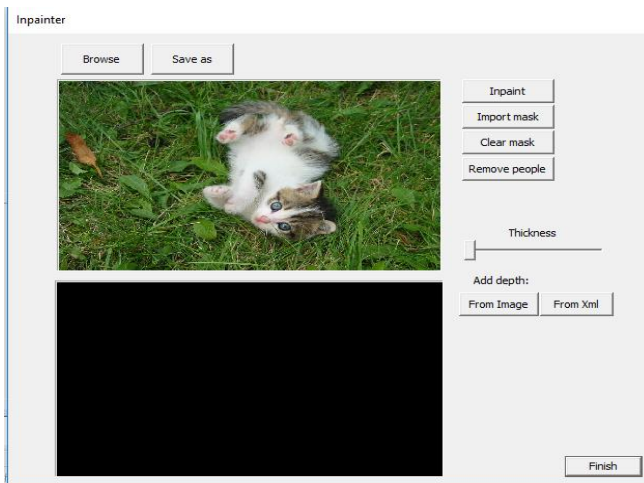 Inpainter
Browse
Save as
Inpaint
Import mask
Clear mask
Remove people
Thickness
Add depth:
From Image
From Xml
Finish